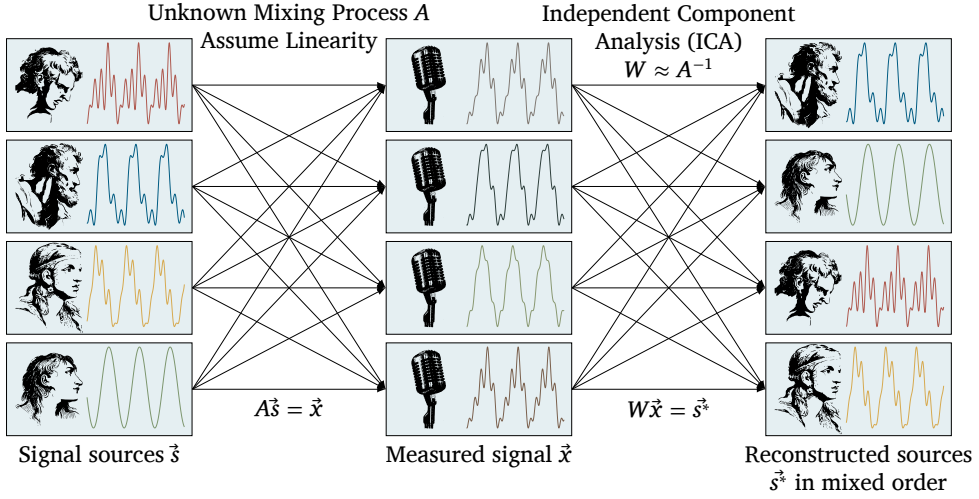 Unknown Mixing Process A
Assume Linearity
Independent Component
Analysis (ICA)
W ≈ A⁻¹
As⃗ = x⃗
Wx⃗ = s⃗*
Signal sources s⃗
Measured signal x⃗
Reconstructed sources
s⃗* in mixed order